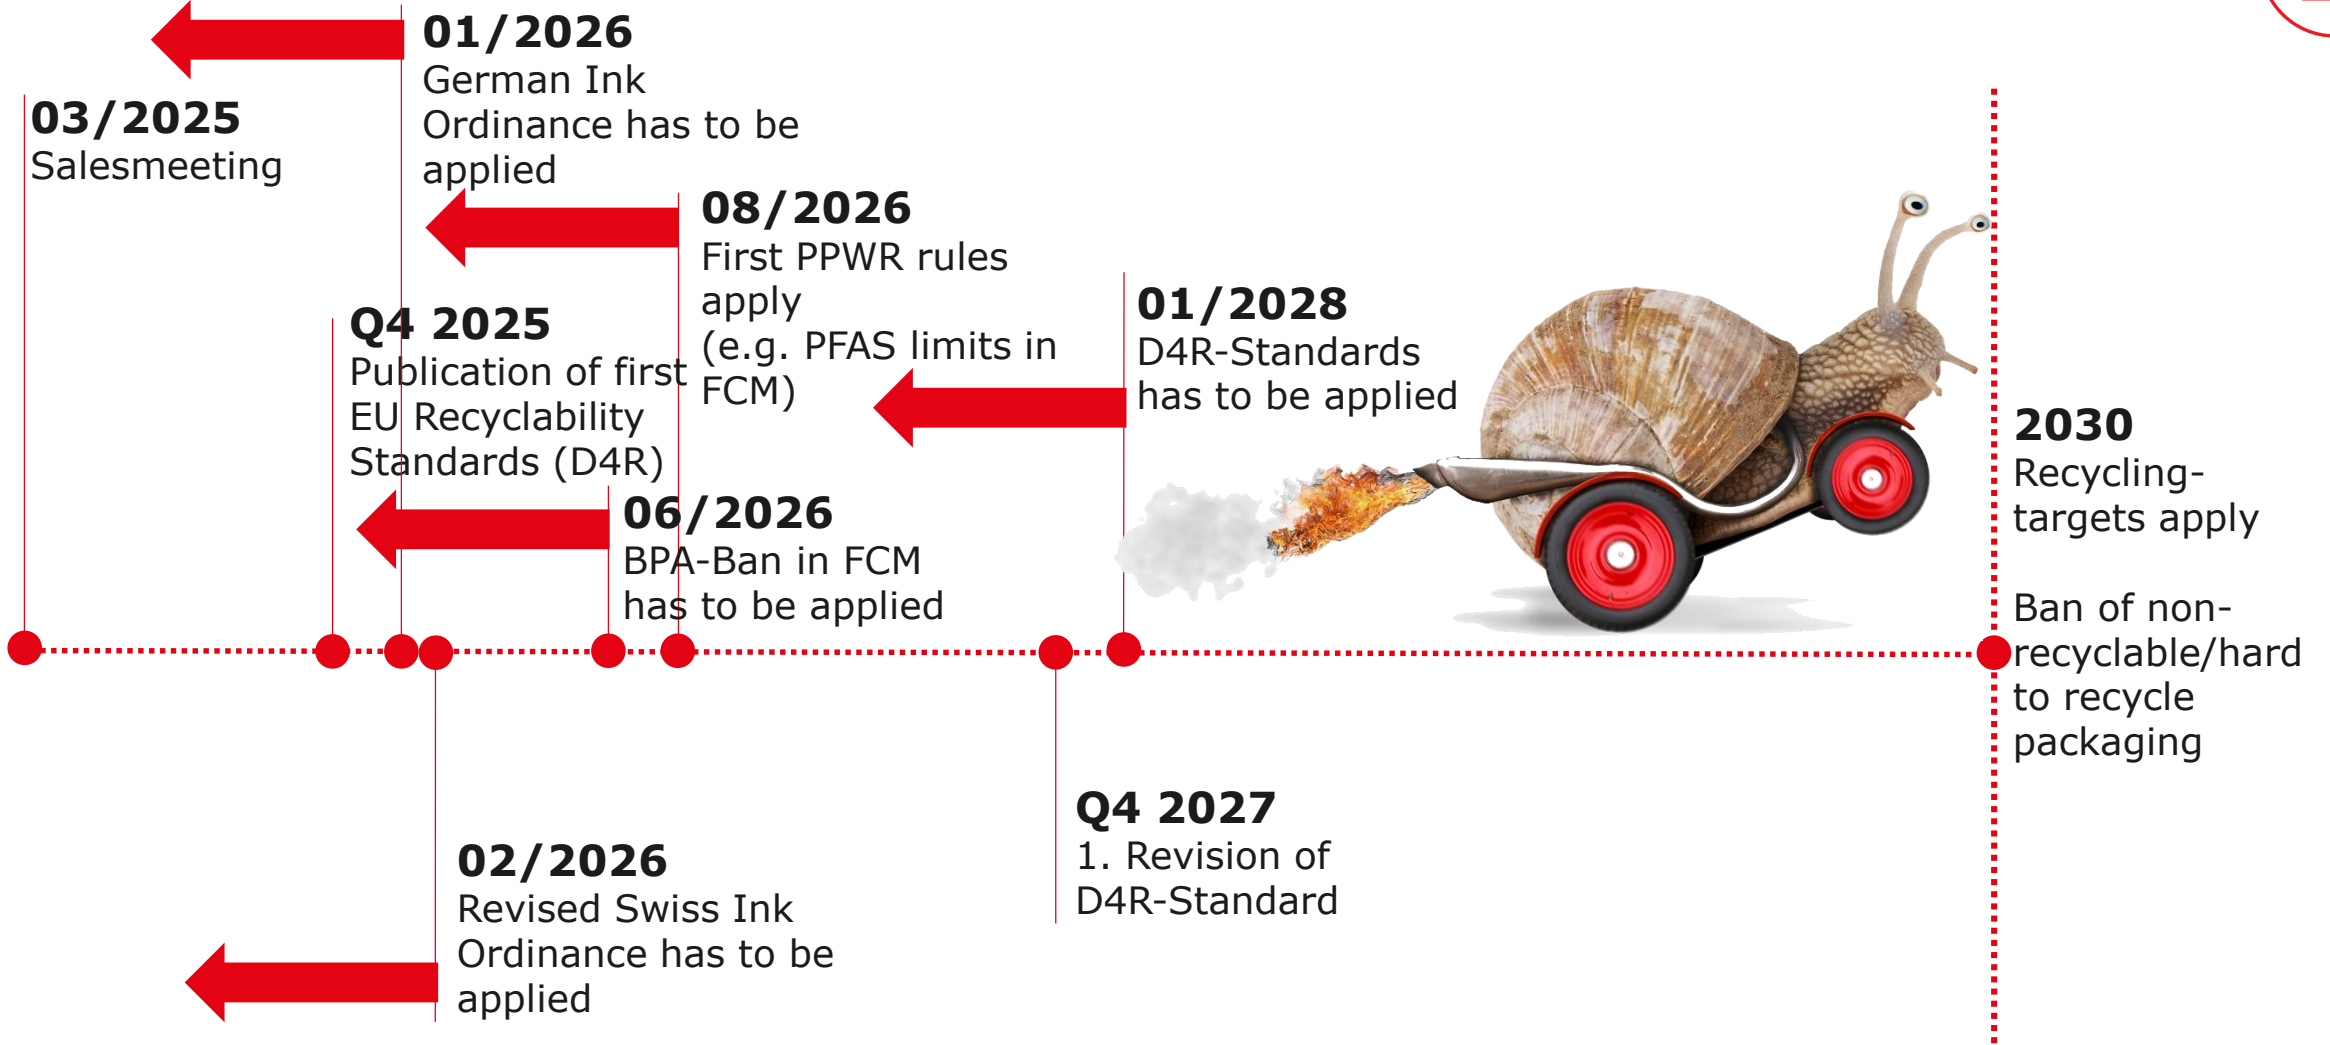 01/2026
German Ink
Ordinance has to be
applied
03/2025
Salesmeeting
08/2026
First PPWR rules
apply
(e.g. PFAS limits in
FCM)
Q4 2025
Publication of first
EU Recyclability
Standards (D4R)
01/2028
D4R-Standards
has to be applied
2030
Recycling-
targets apply
Ban of non-
recyclable/hard
to recycle
packaging
06/2026
BPA-Ban in FCM
has to be applied
Q4 2027
1. Revision of
D4R-Standard
02/2026
Revised Swiss Ink
Ordinance has to be
applied